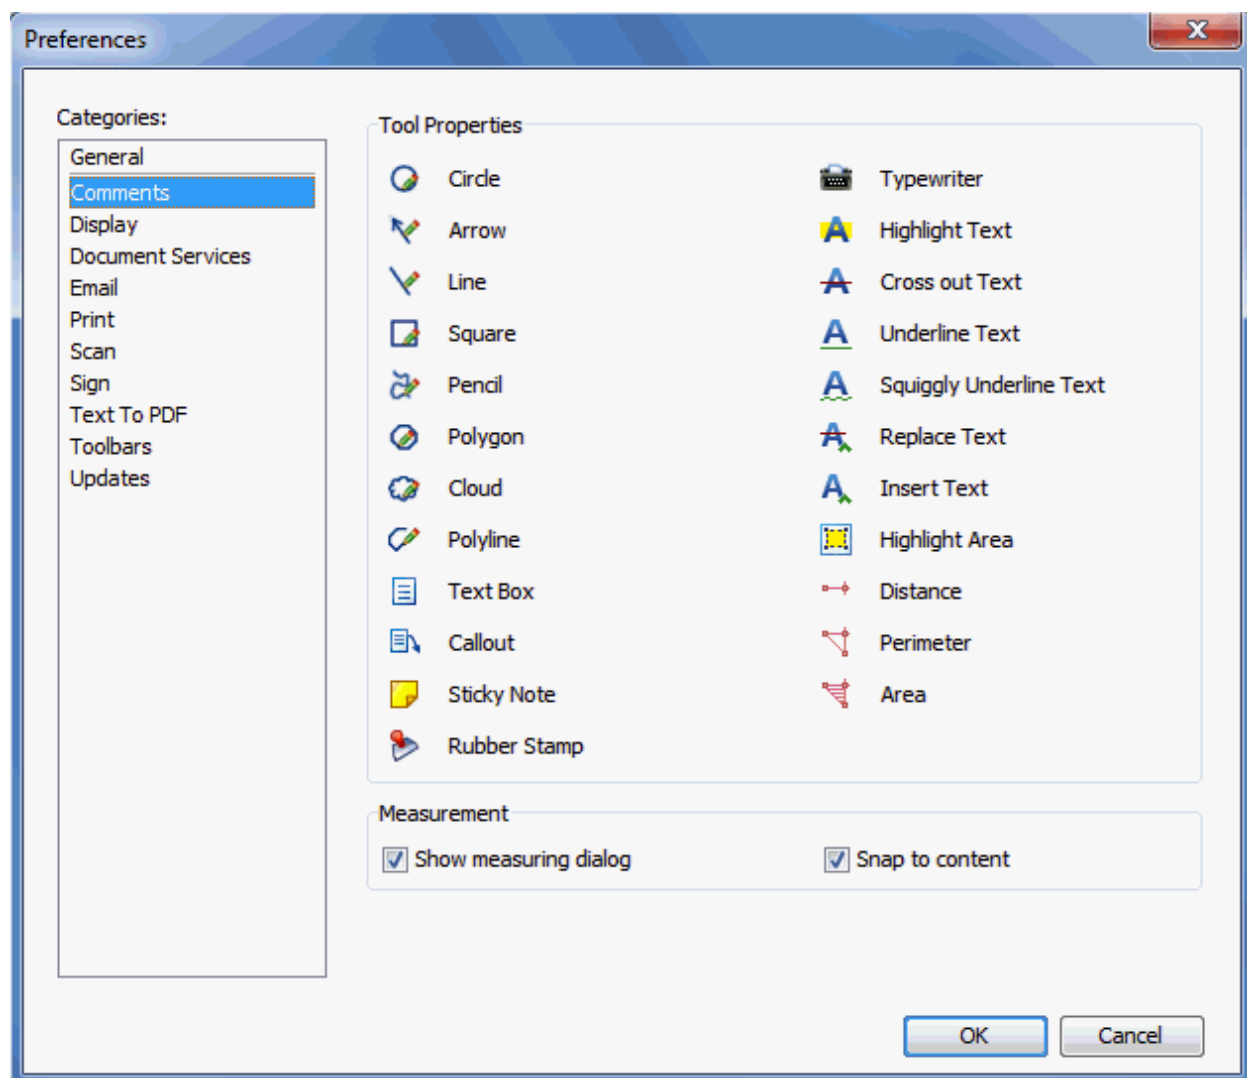 Preferences
Categories:
General
Comments
Display
Document Services
Email
Print
Scan
Sign
Text To PDF
Toolbars
Updates
Tool Properties
Circle
Arrow
Line
Square
Pencil
Polygon
Cloud
Polyline
Text Box
Callout
Sticky Note
Rubber Stamp
Typewriter
Highlight Text
Cross out Text
Underline Text
Squiggly Underline Text
Replace Text
Insert Text
Highlight Area
Distance
Perimeter
Area
Measurement
Show measuring dialog
Snap to content
OK
Cancel